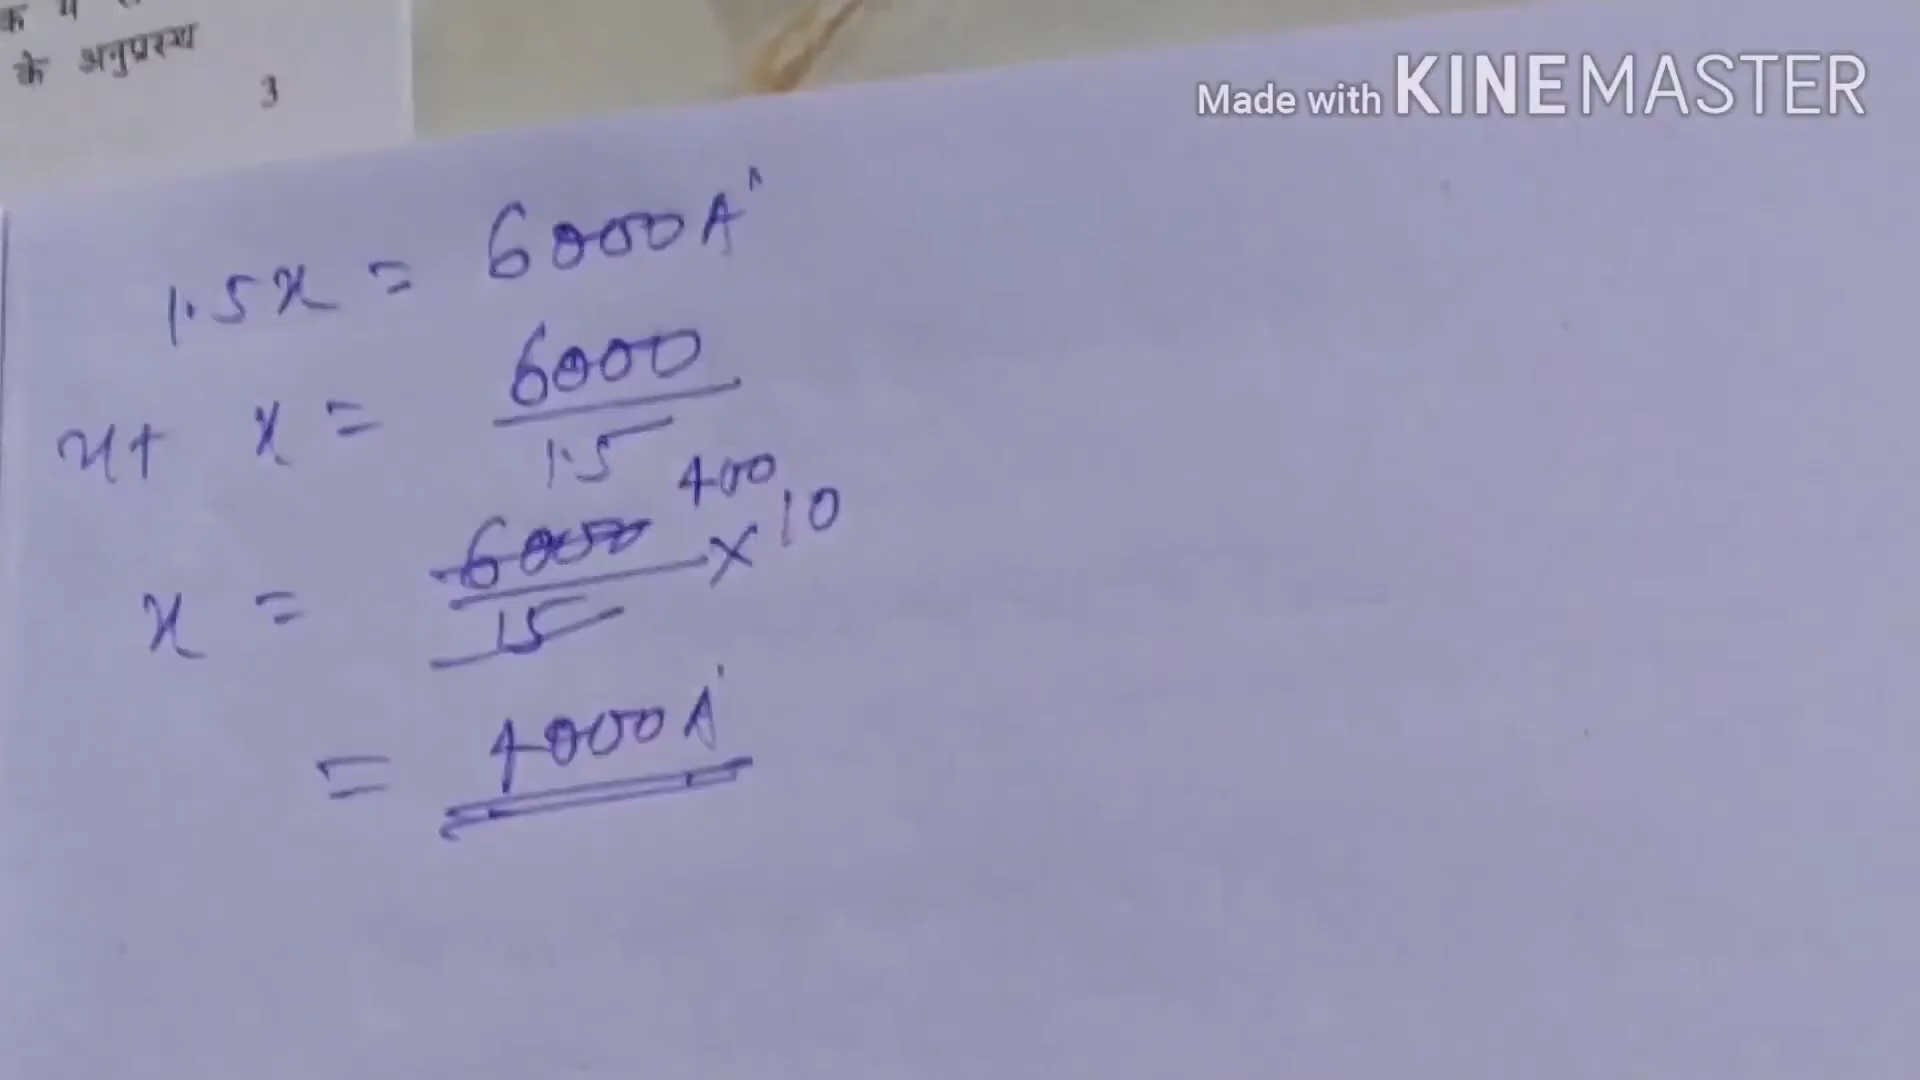 के अनुप्रस्थ
3
Made with KINEMASTER
1.5x = 6000A°
x = 6000
1.5
400
x = 6000 × 10
15
= 4000A°